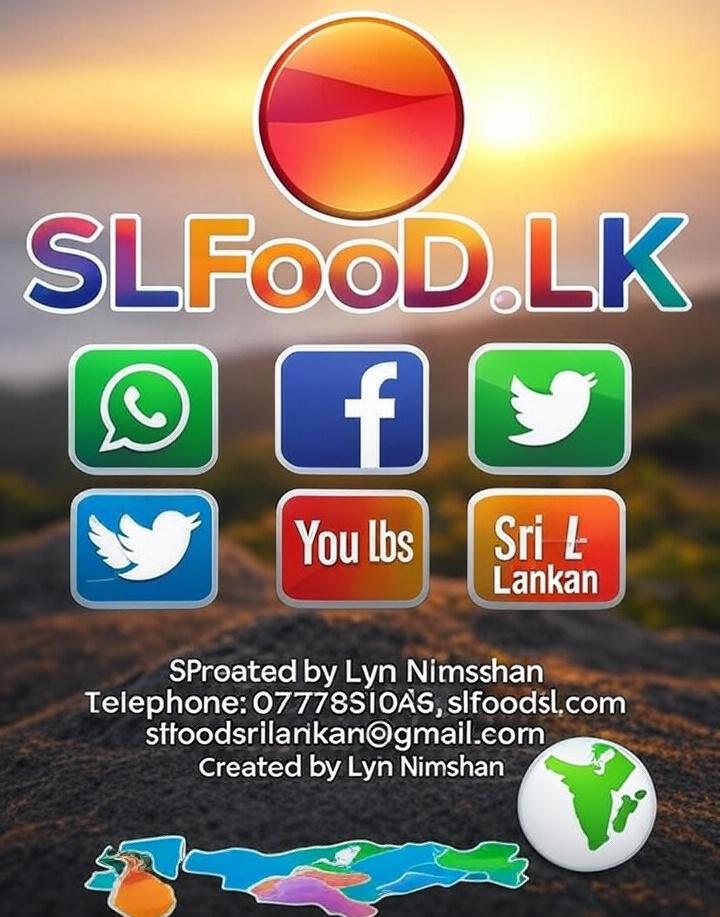 SLFooD.LK
You lbs
Sri L
Lankan
SProated by Lyn Nimsshan
Telephone: 07778S10AS, slfoodsl.com
stfoodsrilankan@gmail.com
Created by Lyn Nimshan